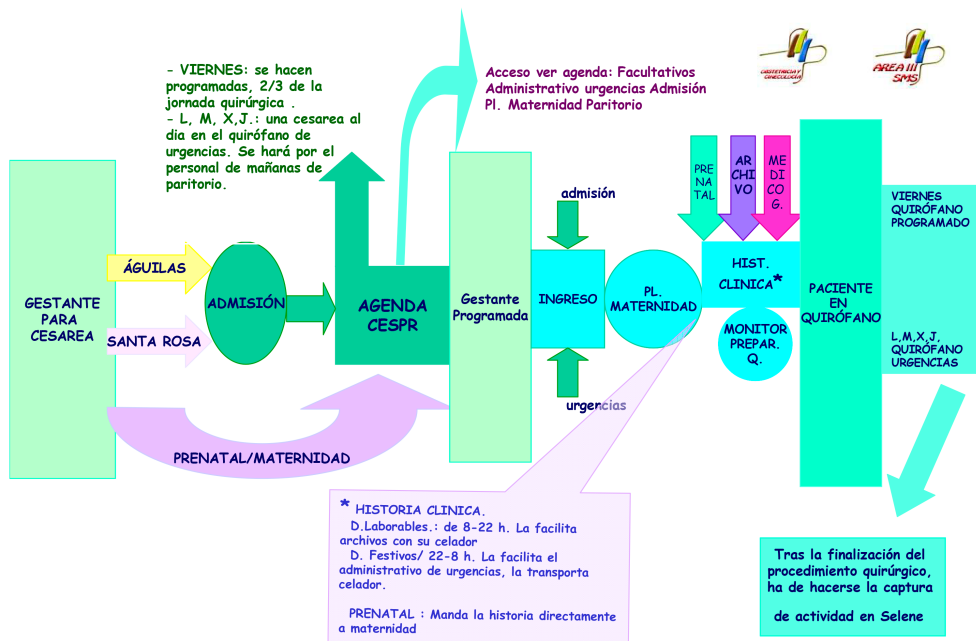 OBSTETRICIA Y
GINECOLOGÍA
AREA III
SMS
- VIERNES: se hacen
programadas, 2/3 de la
jornada quirúrgica .
- L, M, X,J.: una cesarea al
dia en el quirófano de
urgencias. Se hará por el
personal de mañanas de
paritorio.
Acceso ver agenda: Facultativos
Administrativo urgencias Admisión
Pl. Maternidad Paritorio
GESTANTE
PARA
CESAREA
ÁGUILAS
SANTA ROSA
PRENATAL/MATERNIDAD
ADMISIÓN
AGENDA
CESPR
Gestante
Programada
admisión
INGRESO
urgencias
PL.
MATERNIDAD
PRE
NA
TAL
AR
CHI
VO
ME
DI
CO
G.
HIST.
CLINICA*
MONITOR
PREPAR.
Q.
PACIENTE
EN
QUIRÓFANO
VIERNES
QUIRÓFANO
PROGRAMADO
L,M,X,J,
QUIRÓFANO
URGENCIAS
* HISTORIA CLINICA.
D.Laborables.: de 8-22 h. La facilita
archivos con su celador
D. Festivos/ 22-8 h. La facilita el
administrativo de urgencias, la transporta
celador.
PRENATAL : Manda la historia directamente
a maternidad
Tras la finalización del
procedimiento quirúrgico,
ha de hacerse la captura
de actividad en Selene